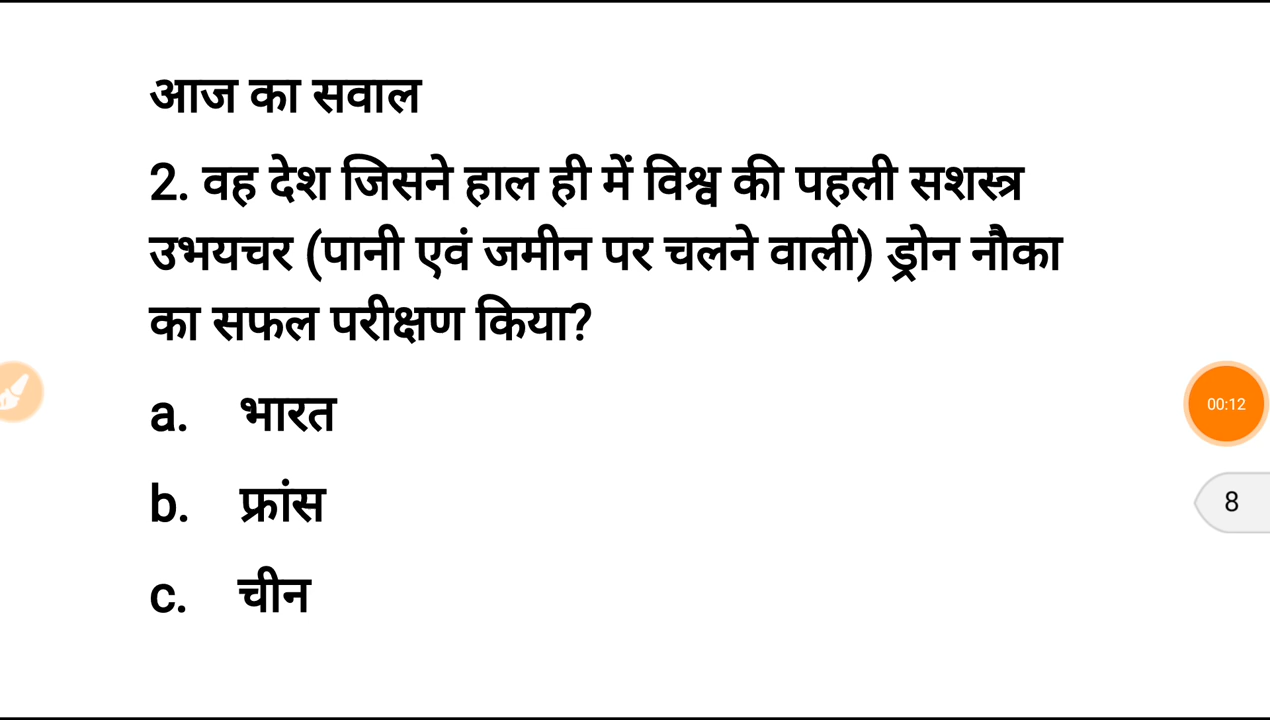 आज का सवाल
2. वह देश जिसने हाल ही में विश्व की पहली सशस्त्र
उभयचर (पानी एवं जमीन पर चलने वाली) ड्रोन नौका
का सफल परीक्षण किया?
a. भारत
b. फ्रांस
c. चीन
00:12
8